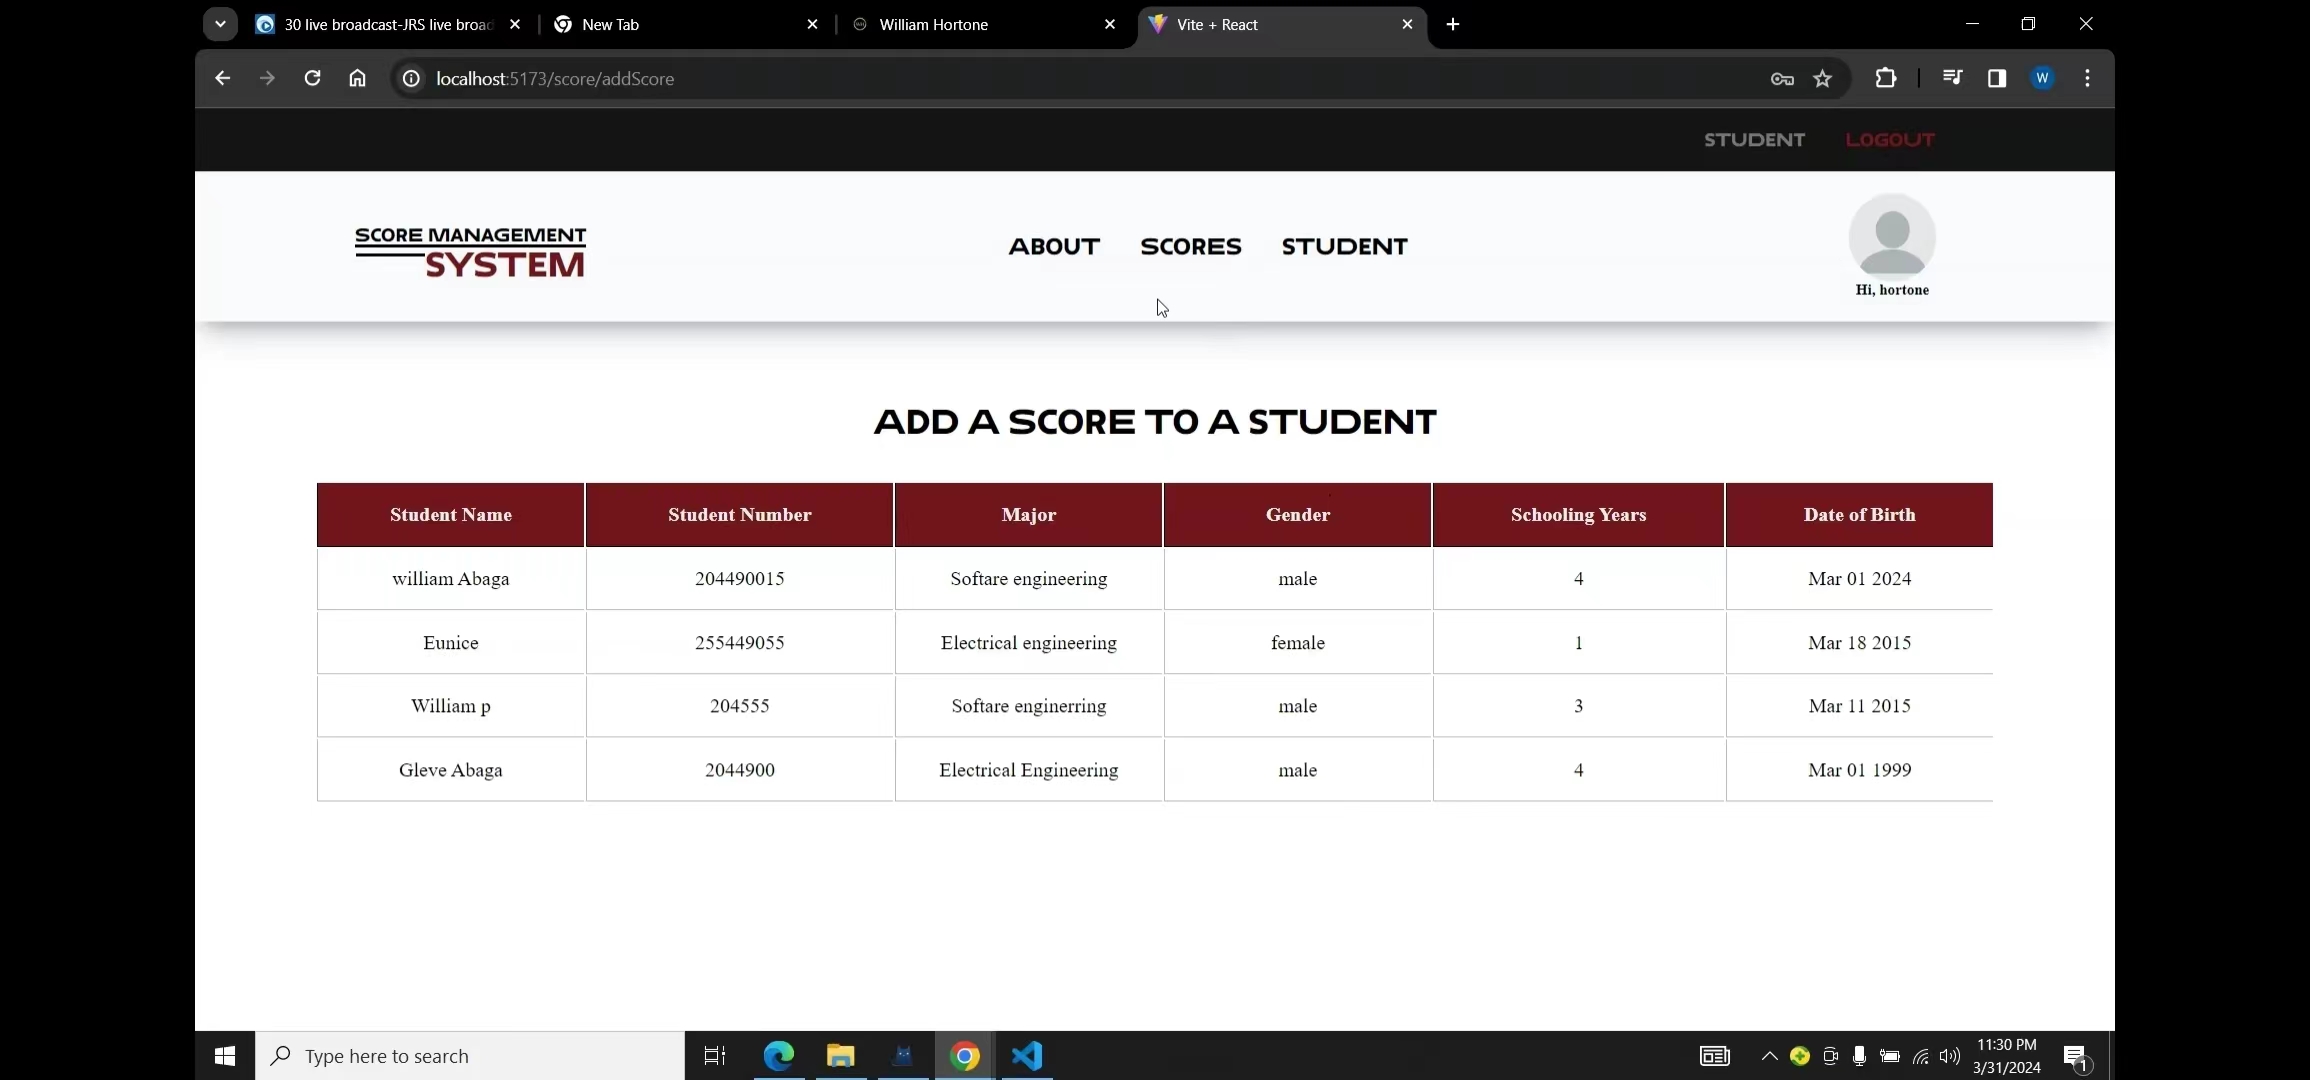 30 live broadcast-JRS live broad
New Tab
William Hortone
Vite + React
localhost:5173/score/addScore
W
STUDENT LOGOUT
SCORE MANAGEMENT
SYSTEM
ABOUT SCORES STUDENT
Hi, hortone
ADD A SCORE TO A STUDENT
Student Name Student Number Major Gender Schooling Years Date of Birth
william Abaga 204490015 Softare engineering male 4 Mar 01 2024
Eunice 255449055 Electrical engineering female 1 Mar 18 2015
William p 204555 Softare enginerring male 3 Mar 11 2015
Gleve Abaga 2044900 Electrical Engineering male 4 Mar 01 1999
Type here to search
11:30 PM
3/31/2024
1